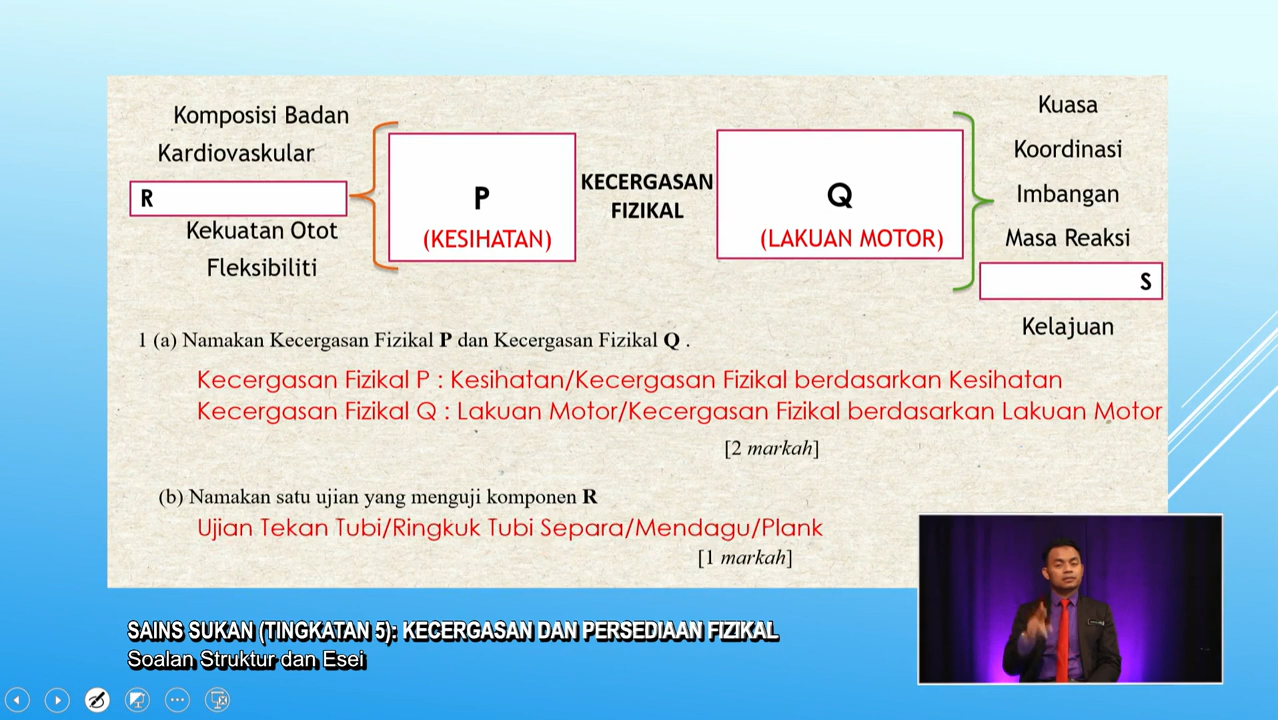 Komposisi Badan
Kardiovaskular
R
Kekuatan Otot
Fleksibiliti
P
(KESIHATAN)
KECERGASAN
FIZIKAL
Q
(LAKUAN MOTOR)
Kuasa
Koordinasi
Imbangan
Masa Reaksi
S
Kelajuan
1 (a) Namakan Kecergasan Fizikal P dan Kecergasan Fizikal Q .
Kecergasan Fizikal P : Kesihatan/Kecergasan Fizikal berdasarkan Kesihatan
Kecergasan Fizikal Q : Lakuan Motor/Kecergasan Fizikal berdasarkan Lakuan Motor
[2 markah]
(b) Namakan satu ujian yang menguji komponen R
Ujian Tekan Tubi/Ringkuk Tubi Separa/Mendagu/Plank
[1 markah]
SAINS SUKAN (TINGKATAN 5): KECERGASAN DAN PERSEDIAAN FIZIKAL
Soalan Struktur dan Esei